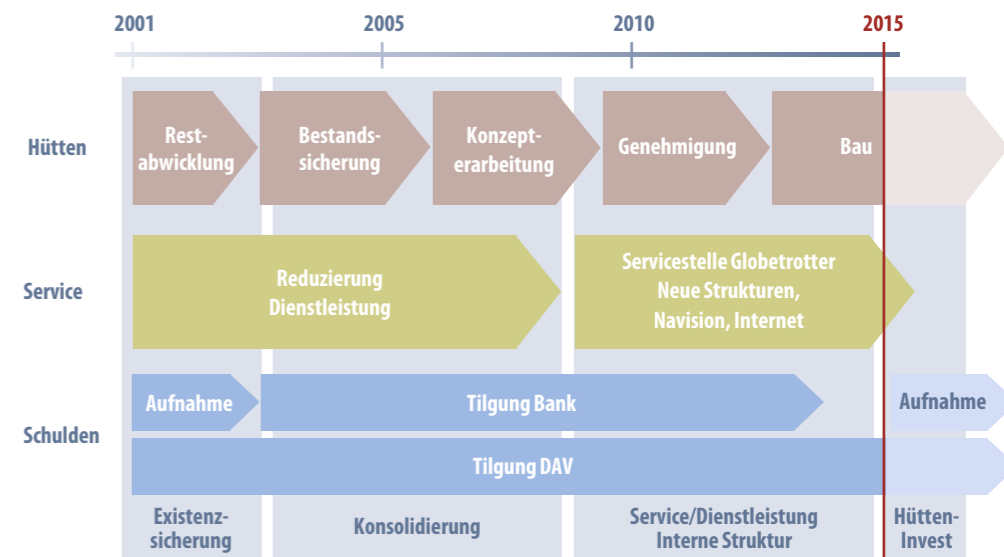 2001 2005 2010 2015
Hütten
Rest-
abwicklung
Bestands-
sicherung
Konzept-
erarbeitung
Genehmigung
Bau
Service
Reduzierung
Dienstleistung
Servicestelle Globetrotter
Neue Strukturen,
Navision, Internet
Schulden
Aufnahme
Tilgung Bank
Aufnahme
Tilgung DAV
Existenz-
sicherung
Konsolidierung
Service/Dienstleistung
Interne Struktur
Hütten-
Invest